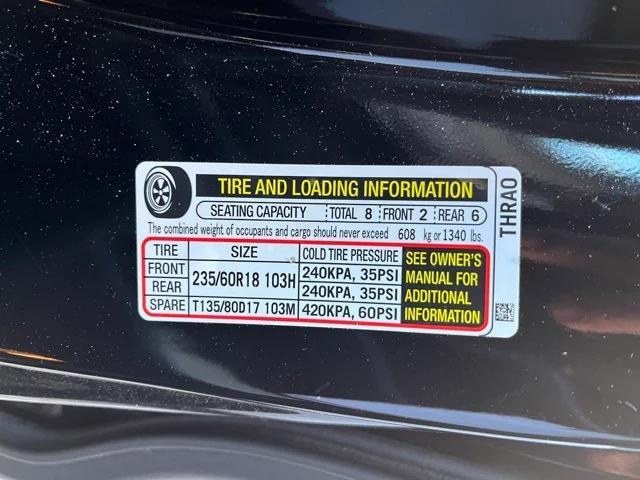 TIRE AND LOADING INFORMATION
SEATING CAPACITY TOTAL 8 FRONT 2 REAR 6
The combined weight of occupants and cargo should never exceed 608 kg or 1340 lbs.
TIRE SIZE COLD TIRE PRESSURE
FRONT 235/60R18 103H 240KPA, 35PSI
REAR 240KPA, 35PSI
SPARE T135/80D17 103M 420KPA, 60PSI
SEE OWNER'S
MANUAL FOR
ADDITIONAL
INFORMATION
THRA0